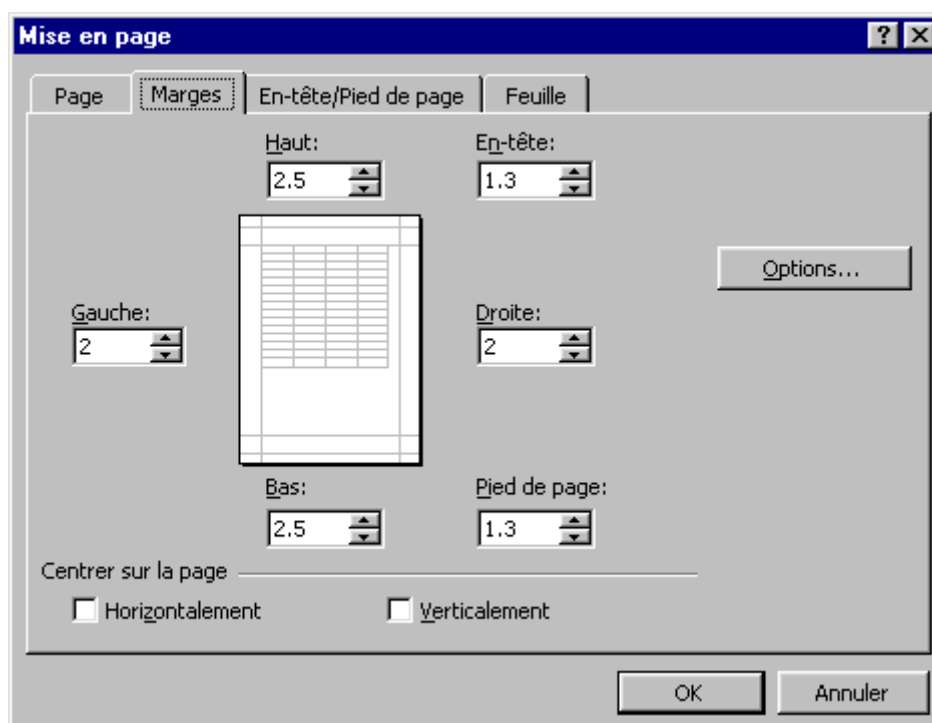 Mise en page
Page Marges En-tête/Pied de page Feuille
Haut: En-tête:
2.5 1.3
Options...
Gauche: Droite:
2 2
Bas: Pied de page:
2.5 1.3
Centrer sur la page
Horizontalement Verticalement
OK Annuler